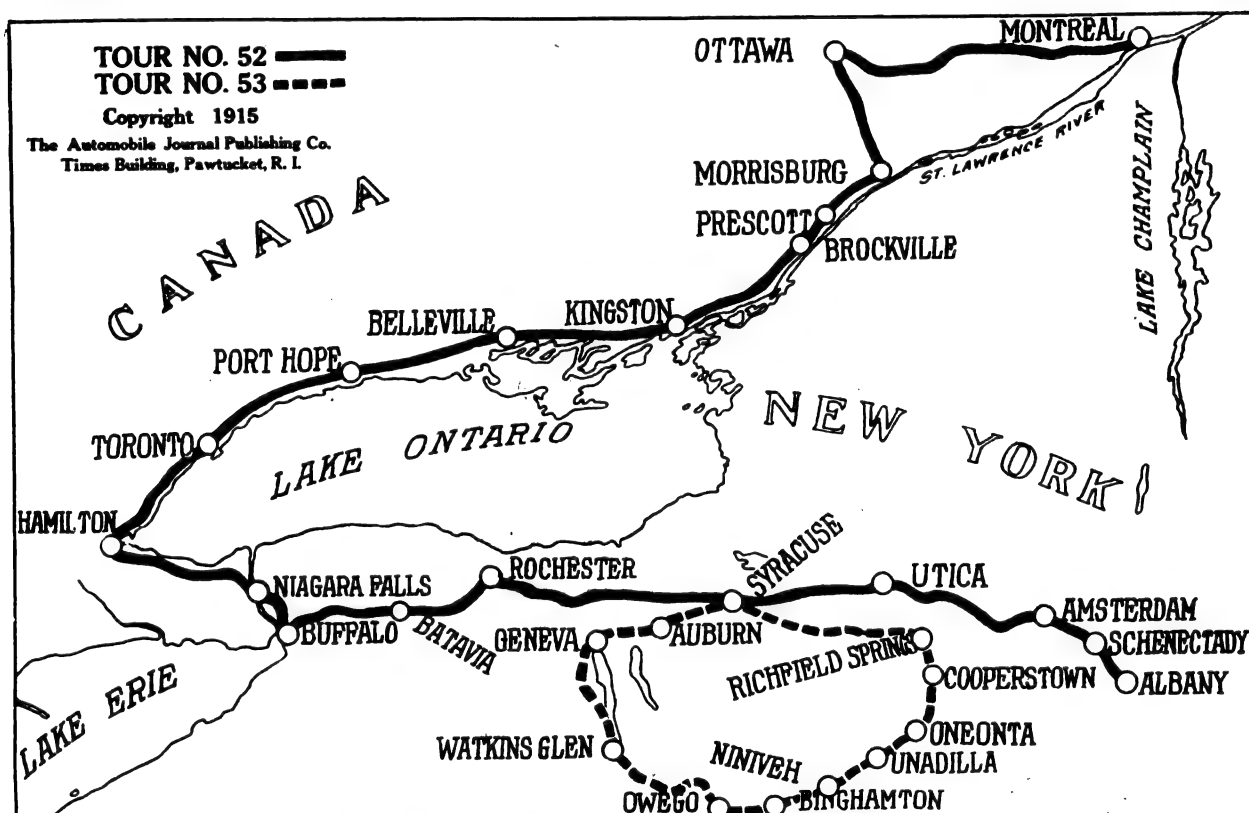 TOUR NO. 52
TOUR NO. 53
Copyright 1915
The Automobile Journal Publishing Co.
Times Building, Pawtucket, R. I.
OTTAWA
MONTREAL
ST. LAWRENCE RIVER
LAKE CHAMPLAIN
MORRISBURG
PRESCOTT
BROCKVILLE
CANADA
KINGSTON
BELLEVILLE
PORT HOPE
TORONTO
LAKE ONTARIO
NEW YORK
HAMILTON
NIAGARA FALLS
BUFFALO
BATAVIA
ROCHESTER
SYRACUSE
UTICA
AMSTERDAM
SCHENECTADY
ALBANY
GENEVA
AUBURN
RICHFIELD SPRINGS
COOPERSTOWN
LAKE ERIE
WATKINS GLEN
ONEONTA
UNADILLA
NINIVEH
OWEGO
BINGHAMTON